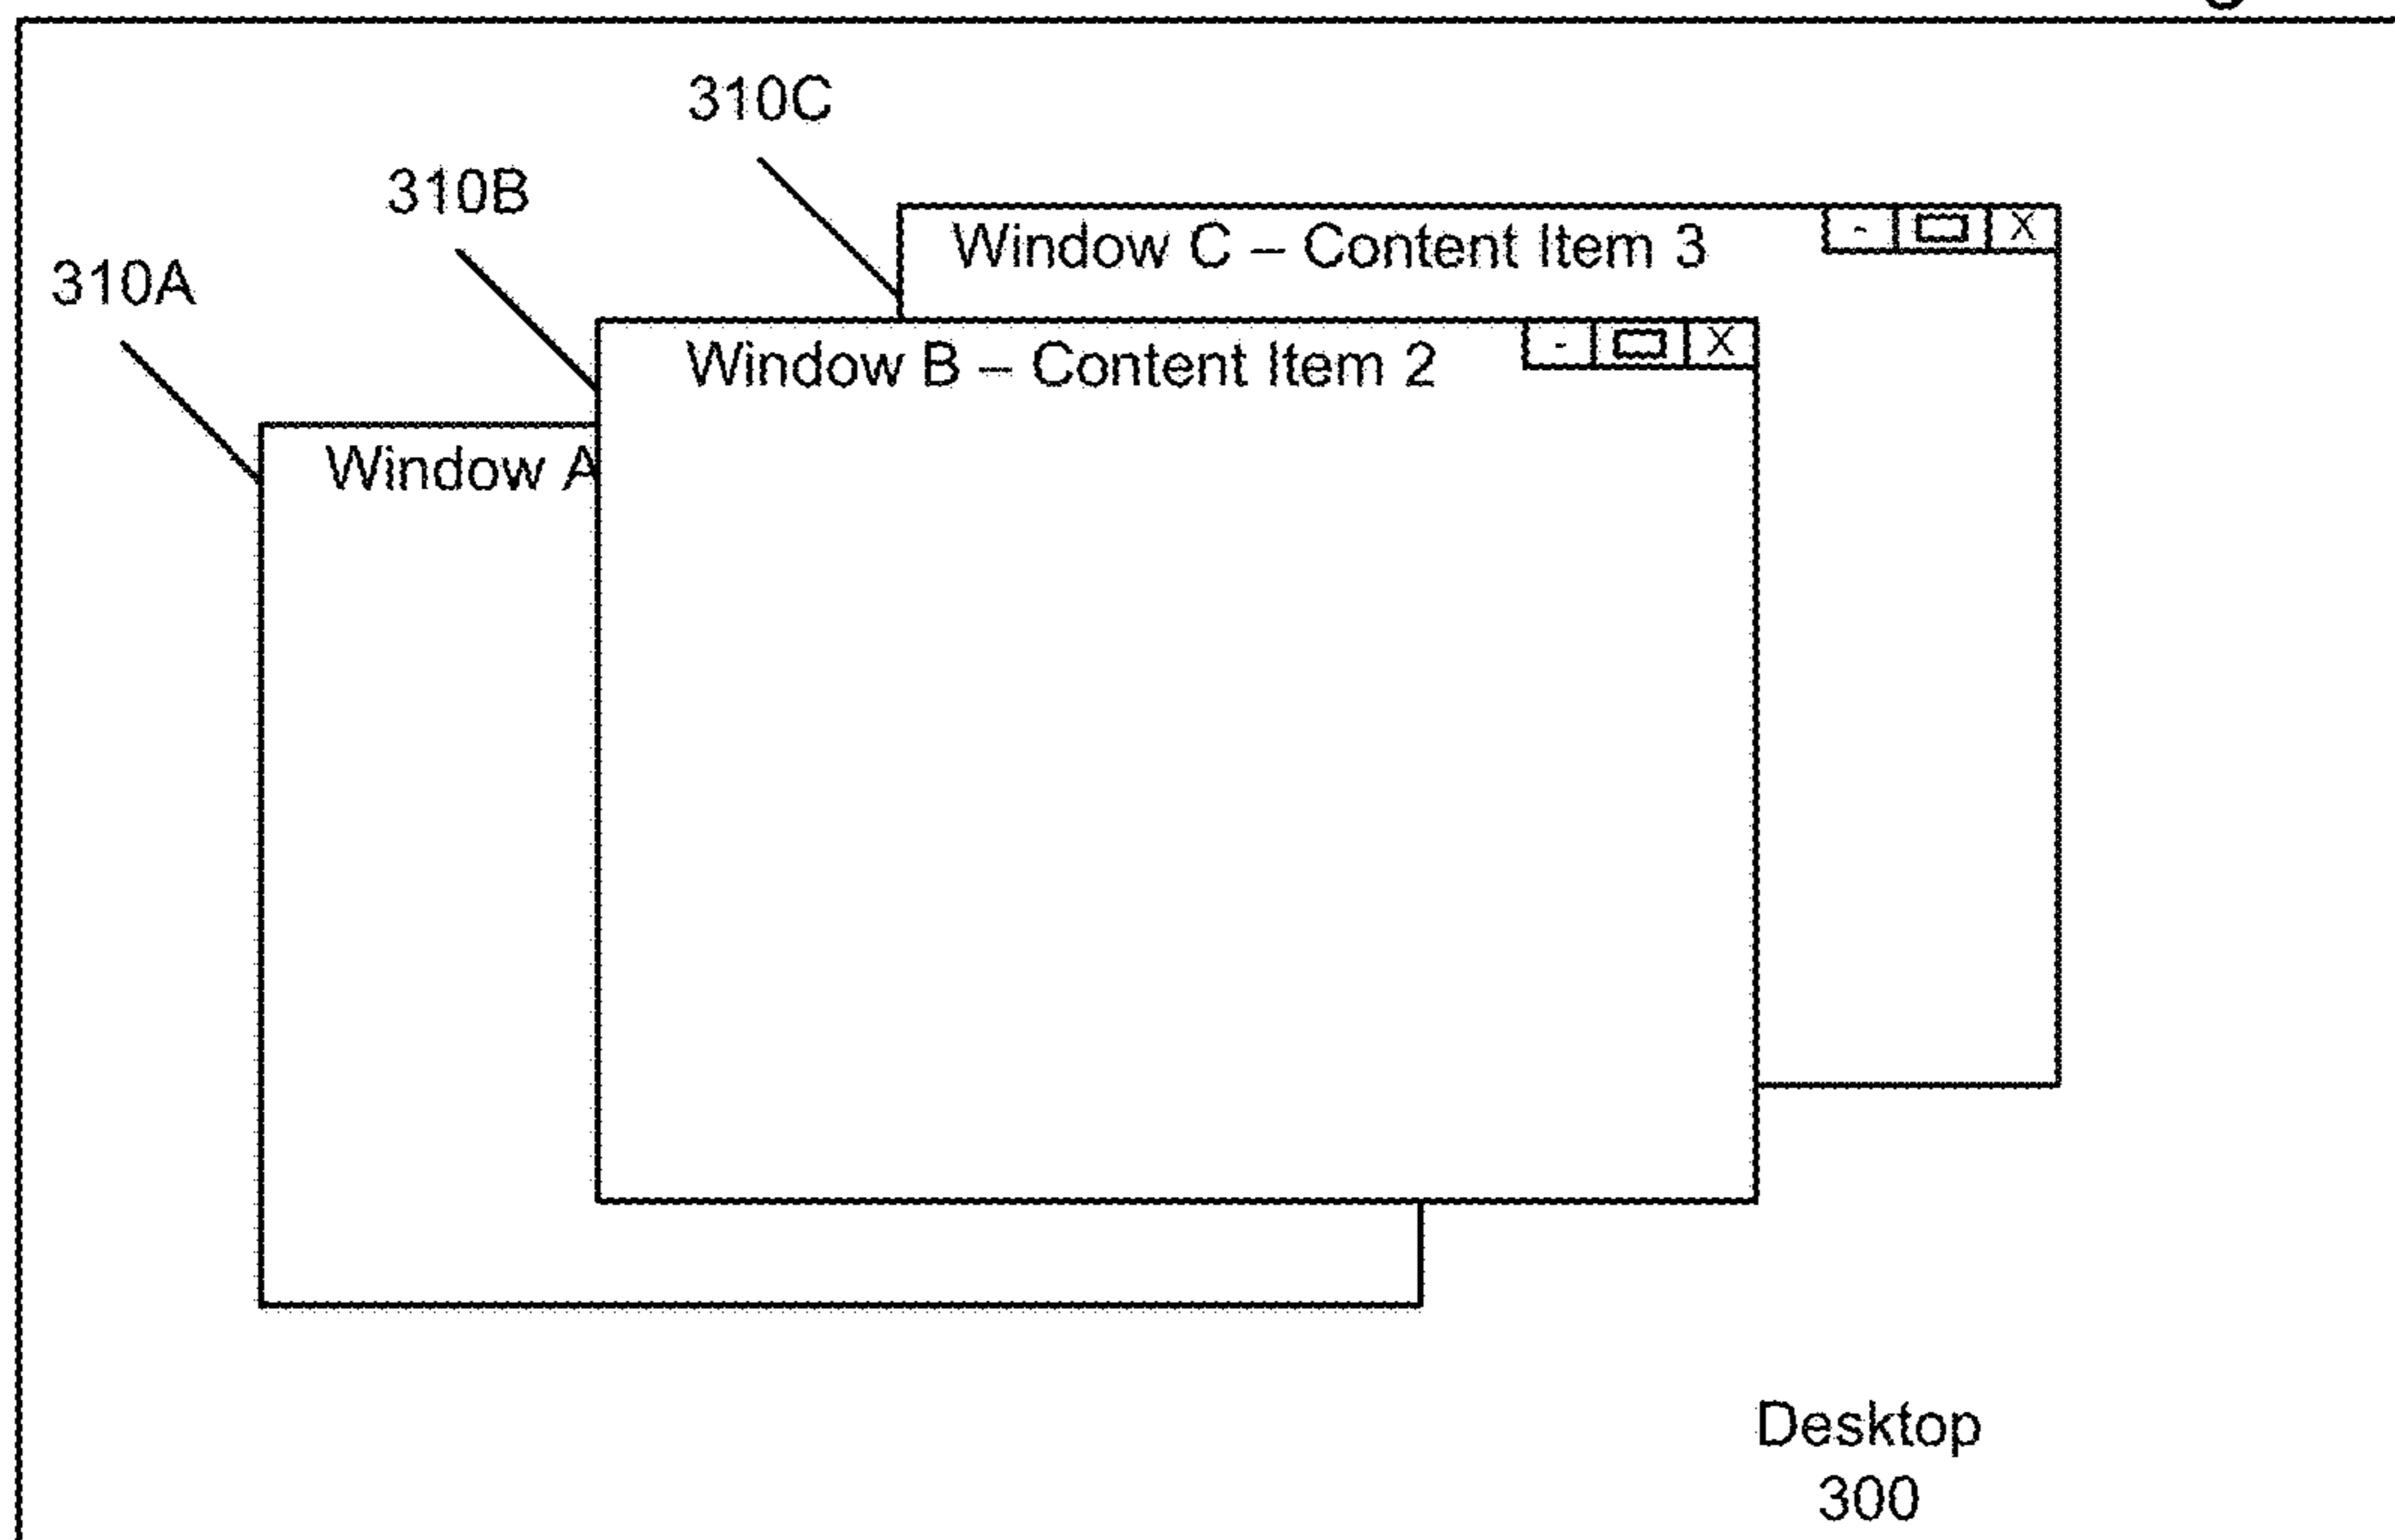 310C
310B
310A
Window C – Content Item 3
- X
Window B – Content Item 2
- X
Window A
Desktop
300